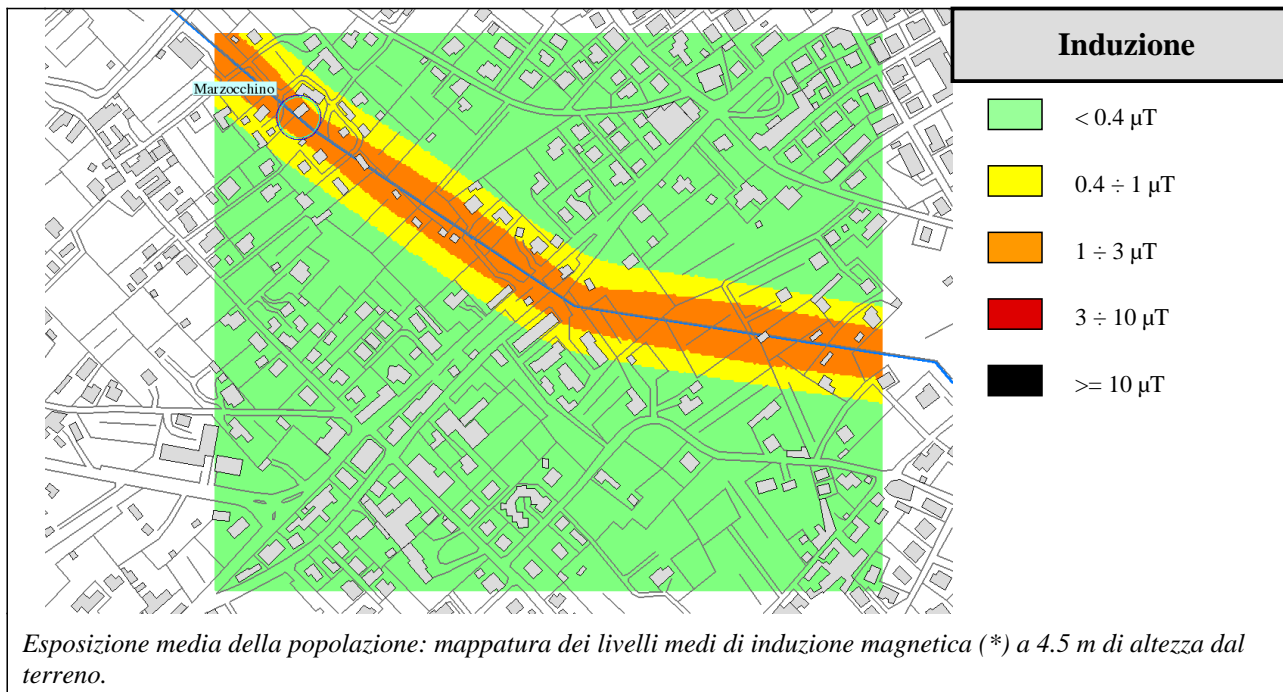 Induzione
Marzocchino
< 0.4 µT
0.4 ÷ 1 µT
1 ÷ 3 µT
3 ÷ 10 µT
>= 10 µT
Esposizione media della popolazione: mappatura dei livelli medi di induzione magnetica (*) a 4.5 m di altezza dal
terreno.